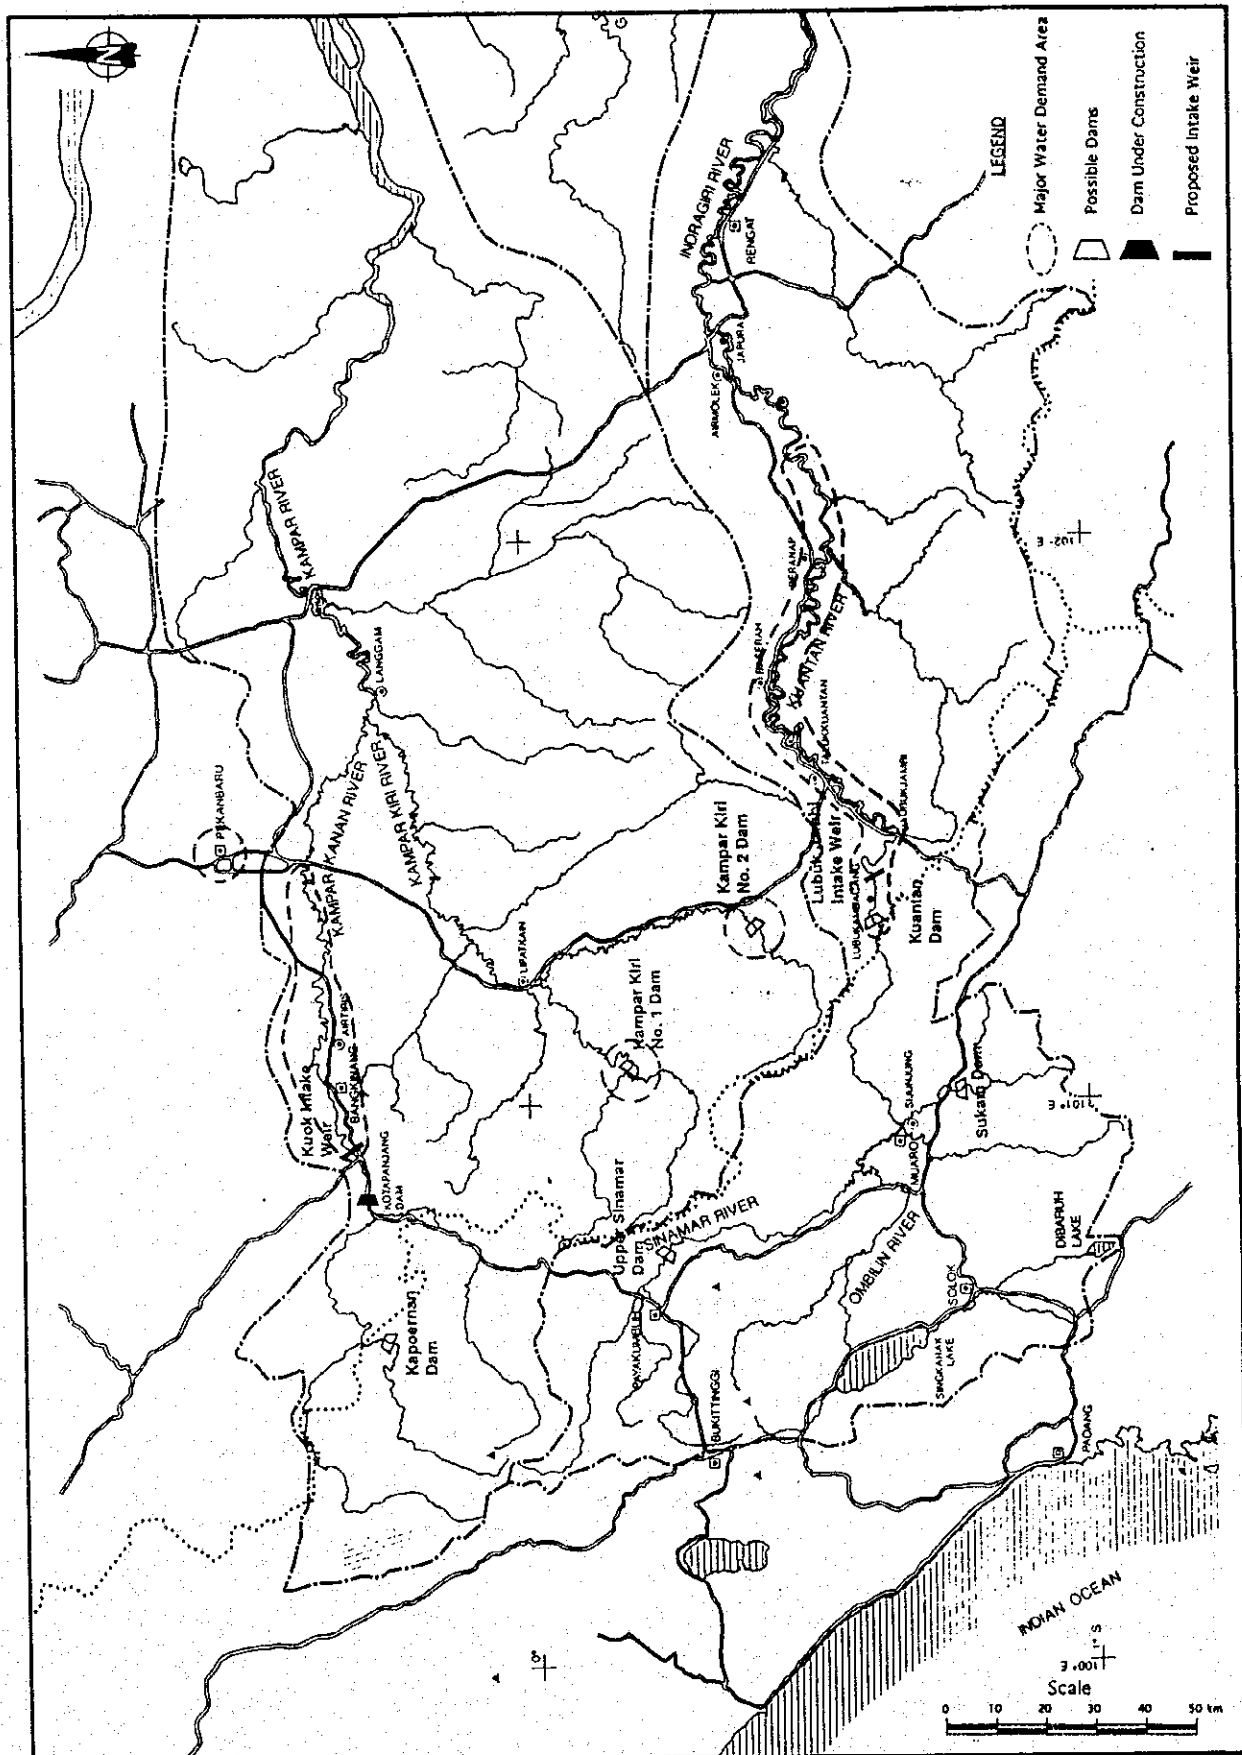 N
KAMPAR RIVER
INDRAGIRI RIVER
RENGAT
JAPURA
AIRMOLEK
LEGEND
Major Water Demand Area
Possible Dams
Dam Under Construction
Proposed Intake Weir
PEKANBARU
KAMPAR KANAN RIVER
LANGGAM
KAMPAR KIRI RIVER
KUANTAN RIVER
102° E
Kuok Intake
Weir
BANGKINANG
AIRTIRIS
LIPATKAIN
Kampar Kiri
No. 2 Dam
Kampar Kiri
No. 1 Dam
Intake Weir
Kuantan
Dam
KOTAPANJANG
DAM
Kapoernan
Dam
Upper Sinamar
Dam
SINAMAR RIVER
PAYAKUMBUH
BUKITTINGGI
OMBILIN RIVER
MUARO
SIJUNJUNG
Sukam Dam
101° E
SOLOK
SINGKARAK
LAKE
DIBARUH
LAKE
PADANG
INDIAN OCEAN
0°
100° E
1° S
Scale
0 10 20 30 40 50 km